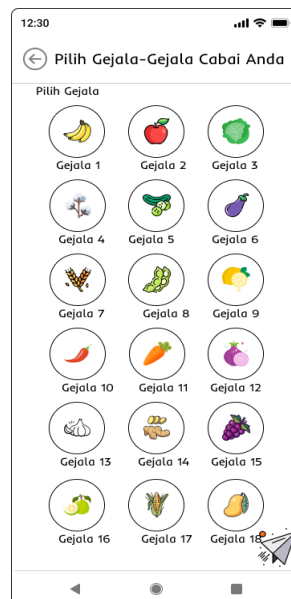 12:30
Pilih Gejala-Gejala Cabai Anda
Pilih Gejala
Gejala 1 Gejala 2 Gejala 3
Gejala 4 Gejala 5 Gejala 6
Gejala 7 Gejala 8 Gejala 9
Gejala 10 Gejala 11 Gejala 12
Gejala 13 Gejala 14 Gejala 15
Gejala 16 Gejala 17 Gejala 18